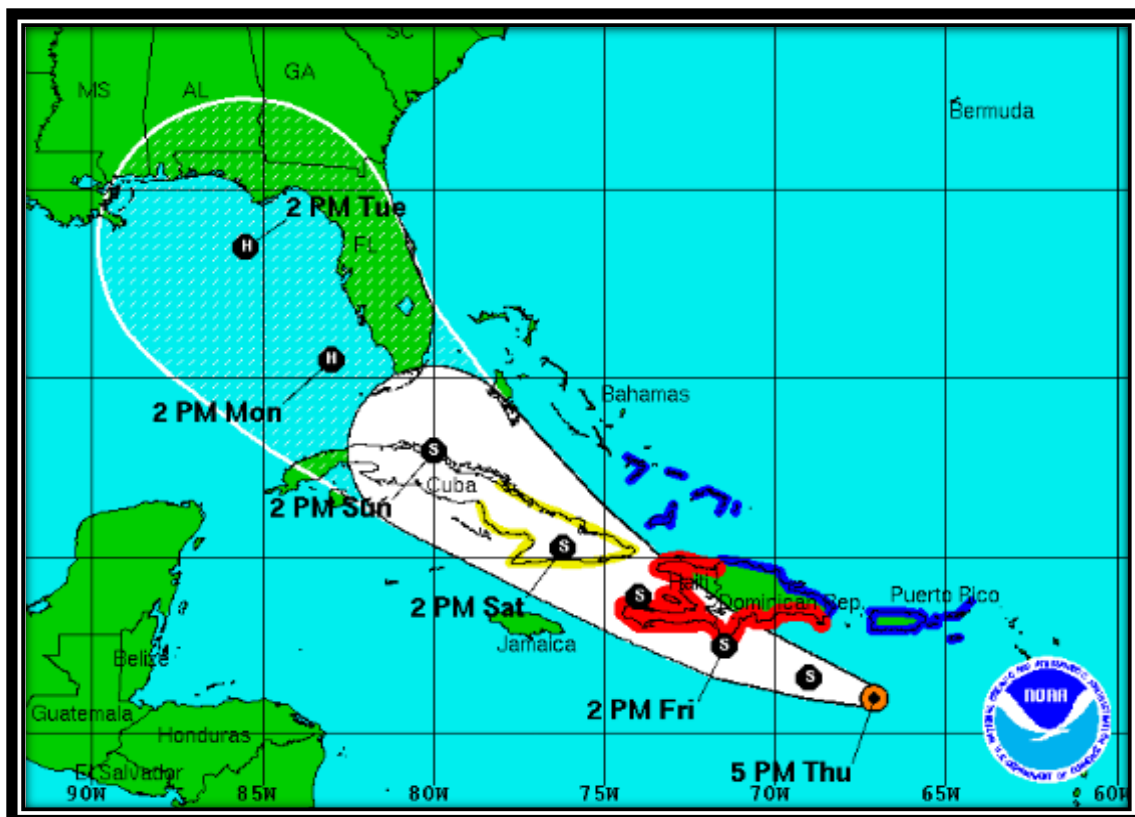 SC
GA
MS
AL
Bermuda
2 PM Tue
H
FL
H
Bahamas
2 PM Mon
S
Cuba
2 PM Sun
S
Haiti
S
Puerto Rico
Dominican Rep.
2 PM Sat
Jamaica
S
Belize
S
2 PM Fri
NOAA
Guatemala
Honduras
5 PM Thu
El Salvador
90W 85W 80W 75W 70W 65W 60W